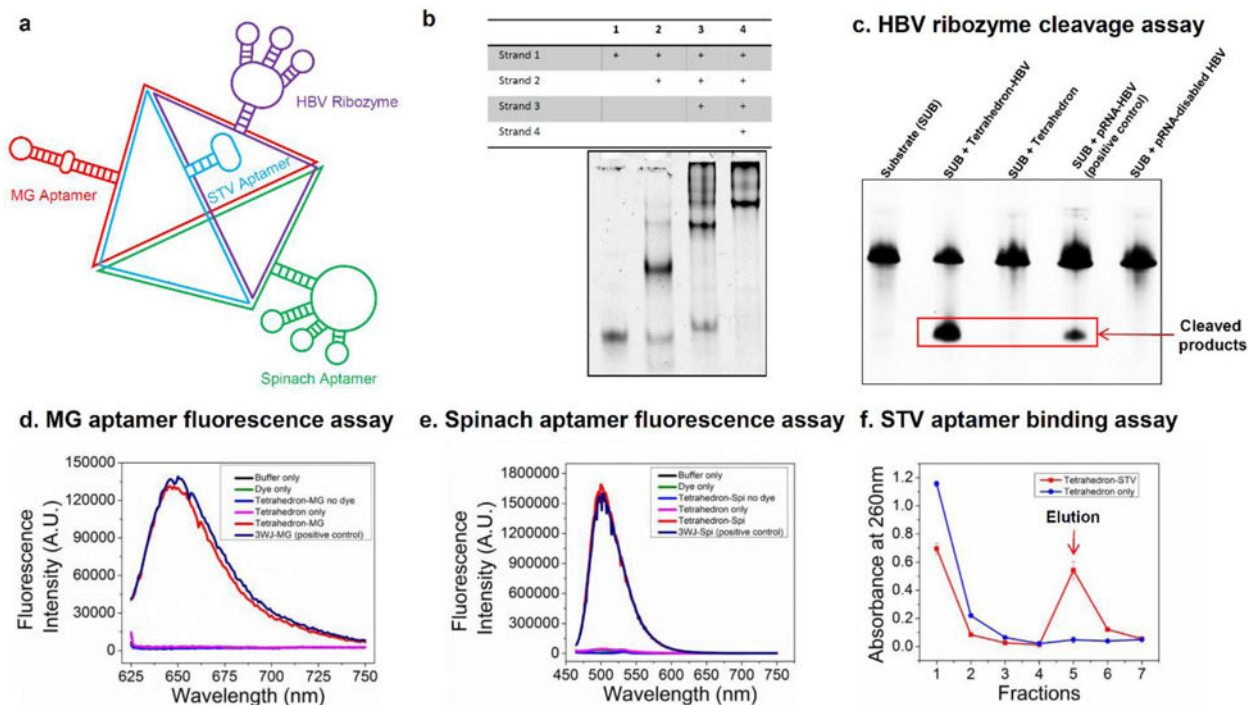 a
HBV Ribozyme
STV Aptamer
MG Aptamer
Spinach Aptamer
b
1 2 3 4
Strand 1 + + + +
Strand 2 + + +
Strand 3 + +
Strand 4 +
c. HBV ribozyme cleavage assay
Substrate (SUB)
SUB + Tetrahedron-HBV
SUB + Tetrahedron
SUB + pRNA-HBV
(positive control)
SUB + pRNA-disabled HBV
Cleaved
products
d. MG aptamer fluorescence assay
Fluorescence
Intensity (A.U.)
150000
120000
90000
60000
30000
0
Buffer only
Dye only
Tetrahedron-MG no dye
Tetrahedron only
Tetrahedron-MG
3WJ-MG (positive control)
625 650 675 700 725 750
Wavelength (nm)
e. Spinach aptamer fluorescence assay
Fluorescence
Intensity (A.U.)
1800000
1500000
1200000
900000
600000
300000
0
Buffer only
Dye only
Tetrahedron-Spi no dye
Tetrahedron only
Tetrahedron-Spi
3WJ-Spi (positive control)
450 500 550 600 650 700 750
Wavelength (nm)
f. STV aptamer binding assay
Absorbance at 260nm
1.2
1.0
0.8
0.6
0.4
0.2
0.0
Tetrahedron-STV
Tetrahedron only
Elution
1 2 3 4 5 6 7
Fractions